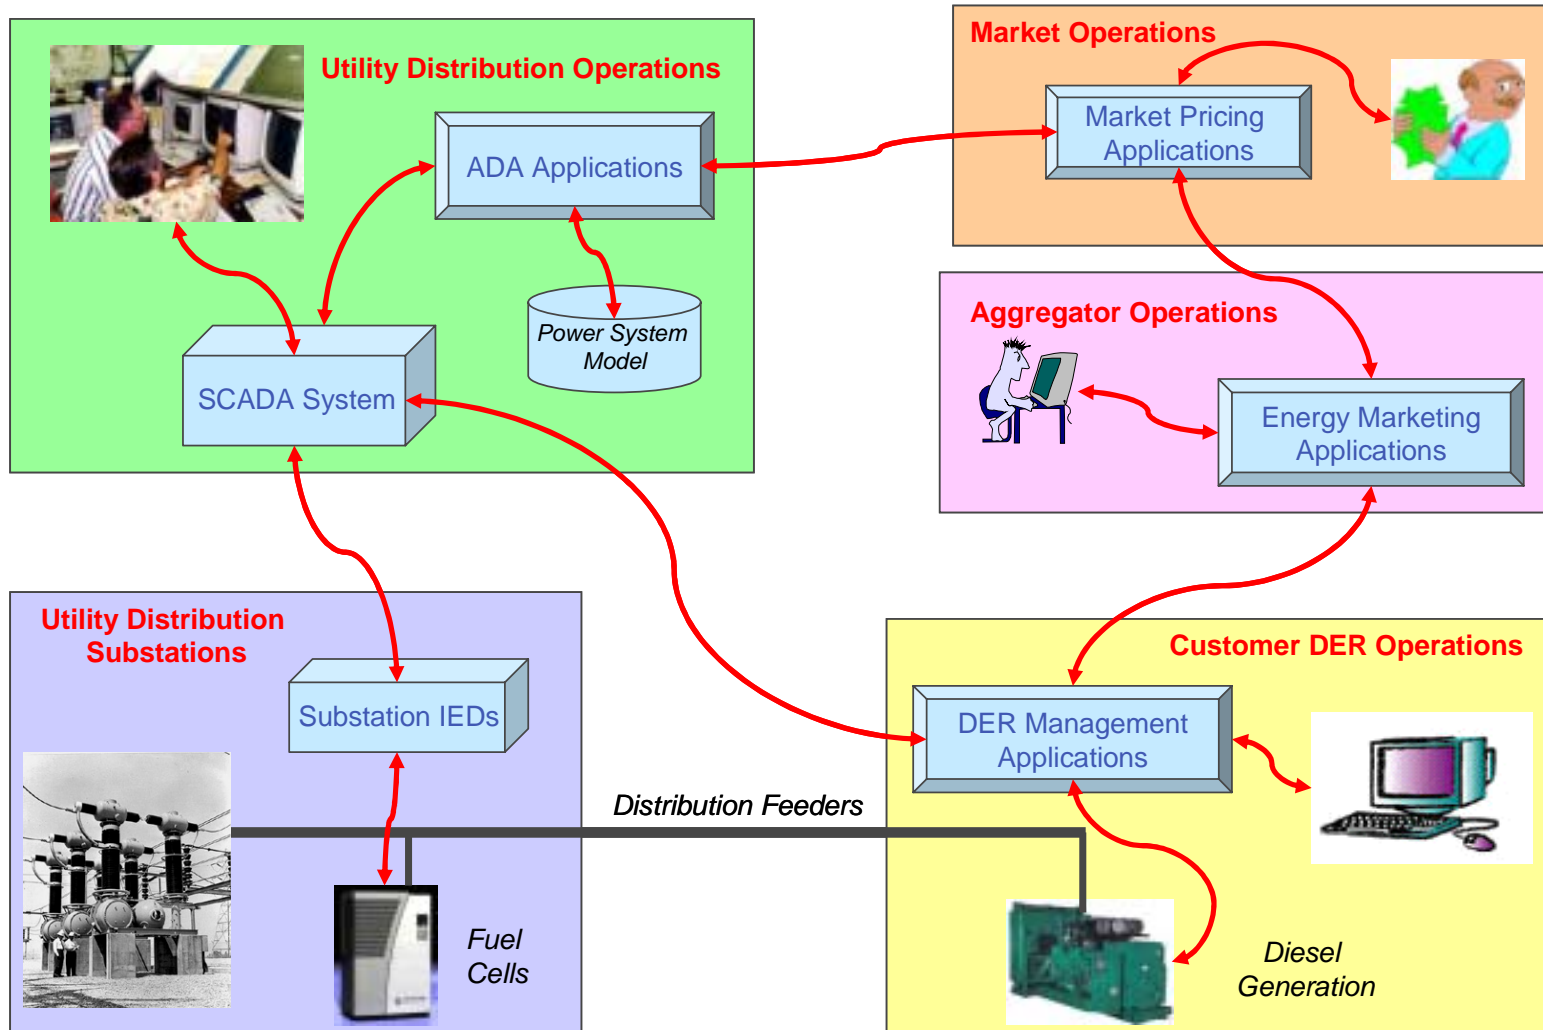 Utility Distribution Operations
ADA Applications
Power System
Model
SCADA System
Market Operations
Market Pricing
Applications
Aggregator Operations
Energy Marketing
Applications
Utility Distribution
Substations
Substation IEDs
Fuel
Cells
Distribution Feeders
Customer DER Operations
DER Management
Applications
Diesel
Generation